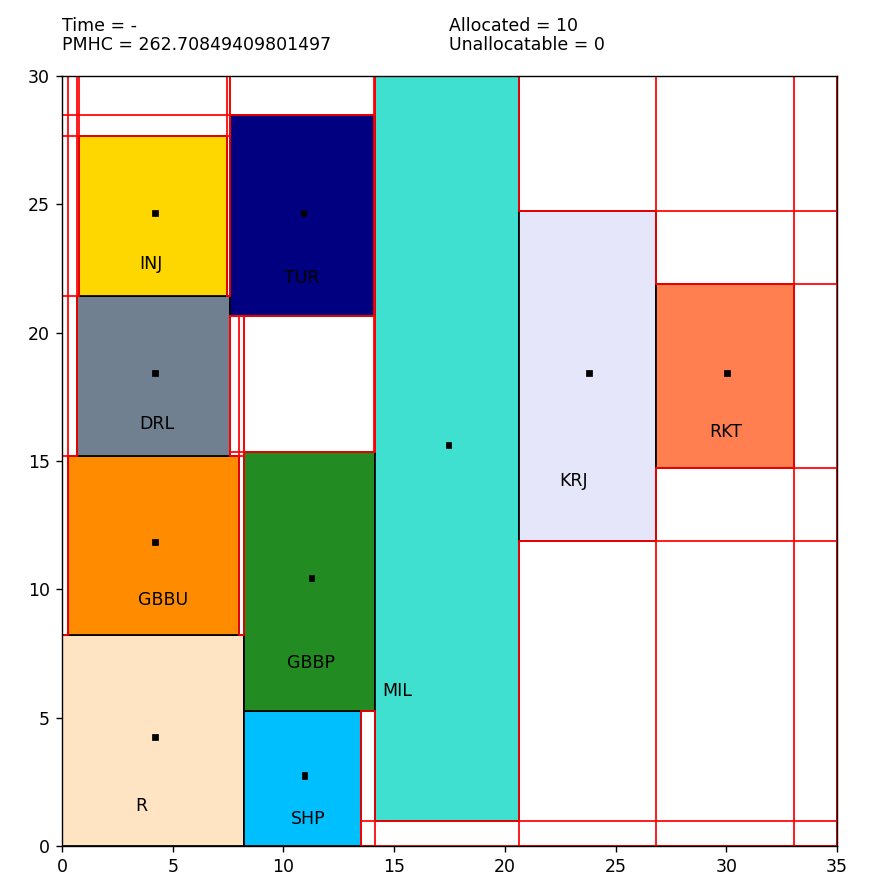 Time = -
Allocated = 10
PMHC = 262.70849409801497
Unallocatable = 0
30
25
20
15
10
5
0
INJ
TUR
DRL
RKT
KRJ
GBBU
GBBP
MIL
R
SHP
0 5 10 15 20 25 30 35